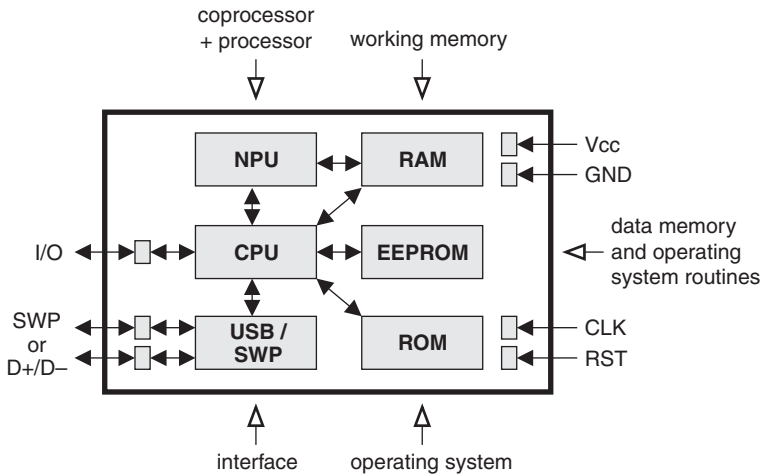 coprocessor
+ processor
working memory
NPU
RAM
Vcc
GND
I/O
CPU
EEPROM
data memory
and operating
system routines
SWP
or
D+/D–
USB /
SWP
ROM
CLK
RST
interface
operating system